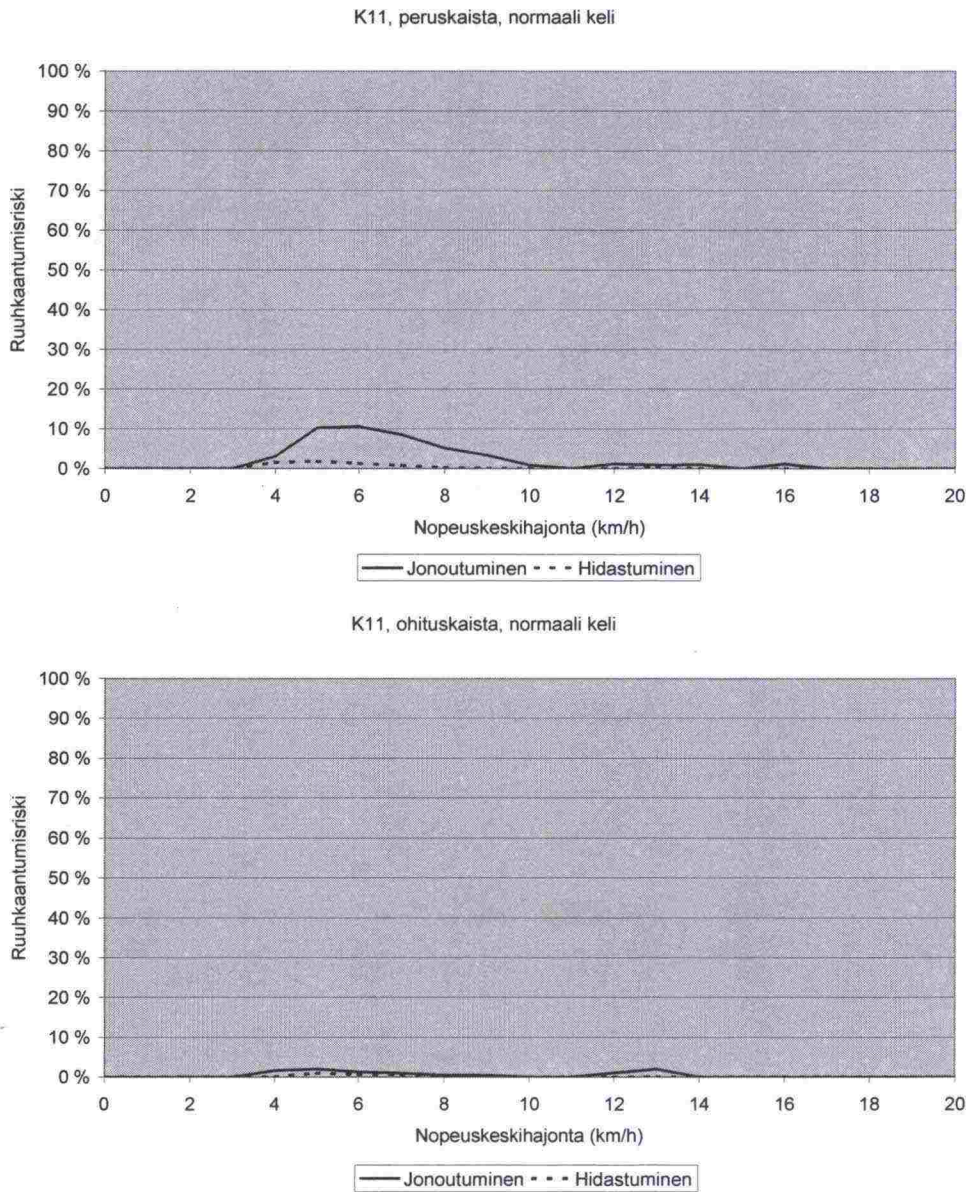 K11, peruskaista, normaali keli
100 %
90 %
80 %
70 %
60 %
50 %
40 %
30 %
20 %
10 %
0 %
Ruuhkaantumisriski
0 2 4 6 8 10 12 14 16 18 20
Nopeuskeskihajonta (km/h)
Jonoutuminen Hidastuminen
K11, ohituskaista, normaali keli
100 %
90 %
80 %
70 %
60 %
50 %
40 %
30 %
20 %
10 %
0 %
Ruuhkaantumisriski
0 2 4 6 8 10 12 14 16 18 20
Nopeuskeskihajonta (km/h)
Jonoutuminen Hidastuminen